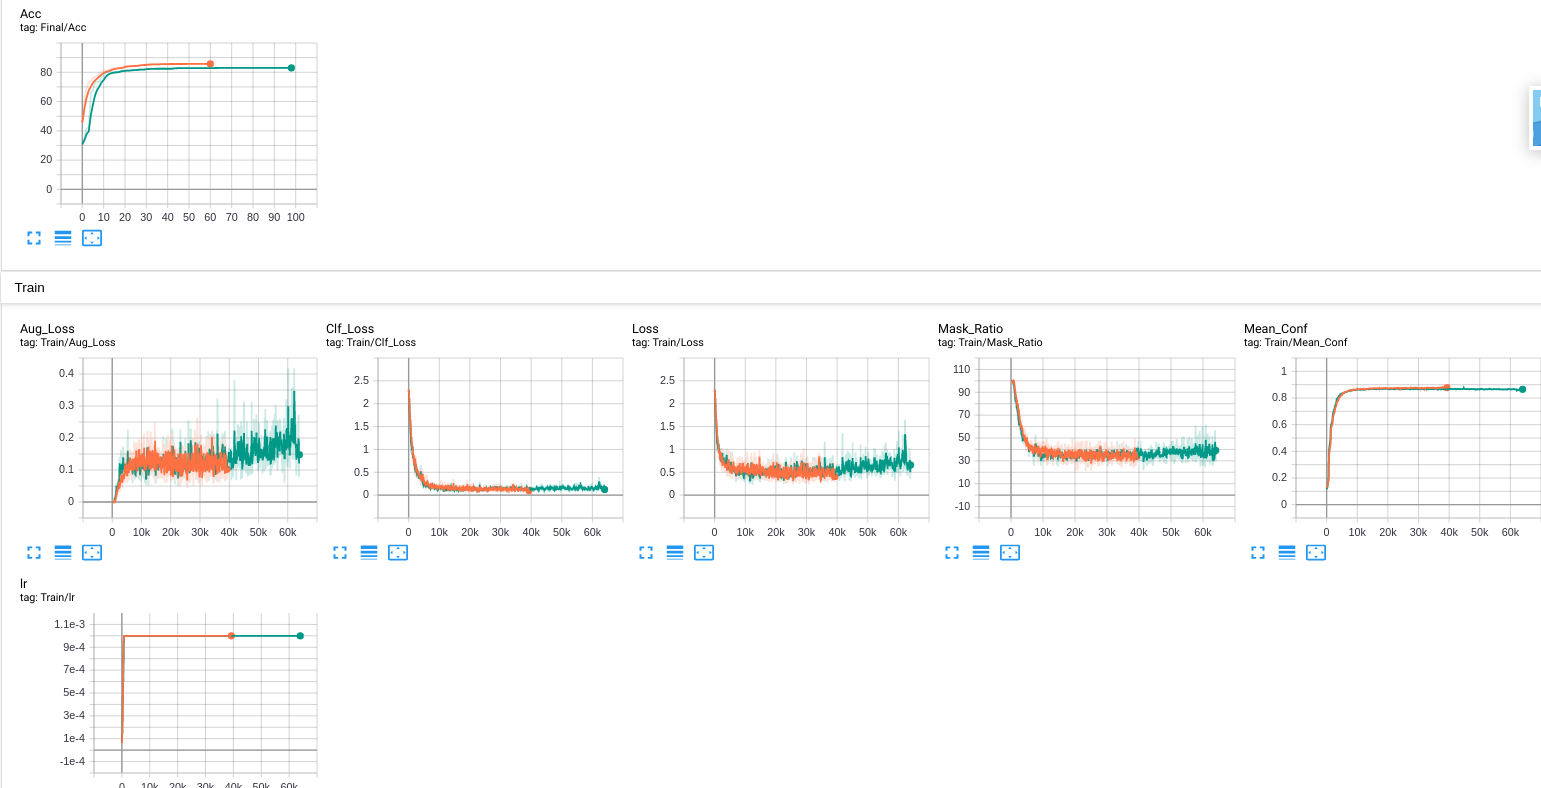 Acc
tag: Final/Acc
80
60
40
20
0
0 10 20 30 40 50 60 70 80 90 100
Train
Aug_Loss
tag: Train/Aug_Loss
0.4
0.3
0.2
0.1
0
0 10k 20k 30k 40k 50k 60k
Clf_Loss
tag: Train/Clf_Loss
2.5
2
1.5
1
0.5
0
0 10k 20k 30k 40k 50k 60k
Loss
tag: Train/Loss
2.5
2
1.5
1
0.5
0
0 10k 20k 30k 40k 50k 60k
Mask_Ratio
tag: Train/Mask_Ratio
110
90
70
50
30
10
-10
0 10k 20k 30k 40k 50k 60k
Mean_Conf
tag: Train/Mean_Conf
1
0.8
0.6
0.4
0.2
0
0 10k 20k 30k 40k 50k 60k
lr
tag: Train/lr
1.1e-3
9e-4
7e-4
5e-4
3e-4
1e-4
-1e-4
0 10k 20k 30k 40k 50k 60k